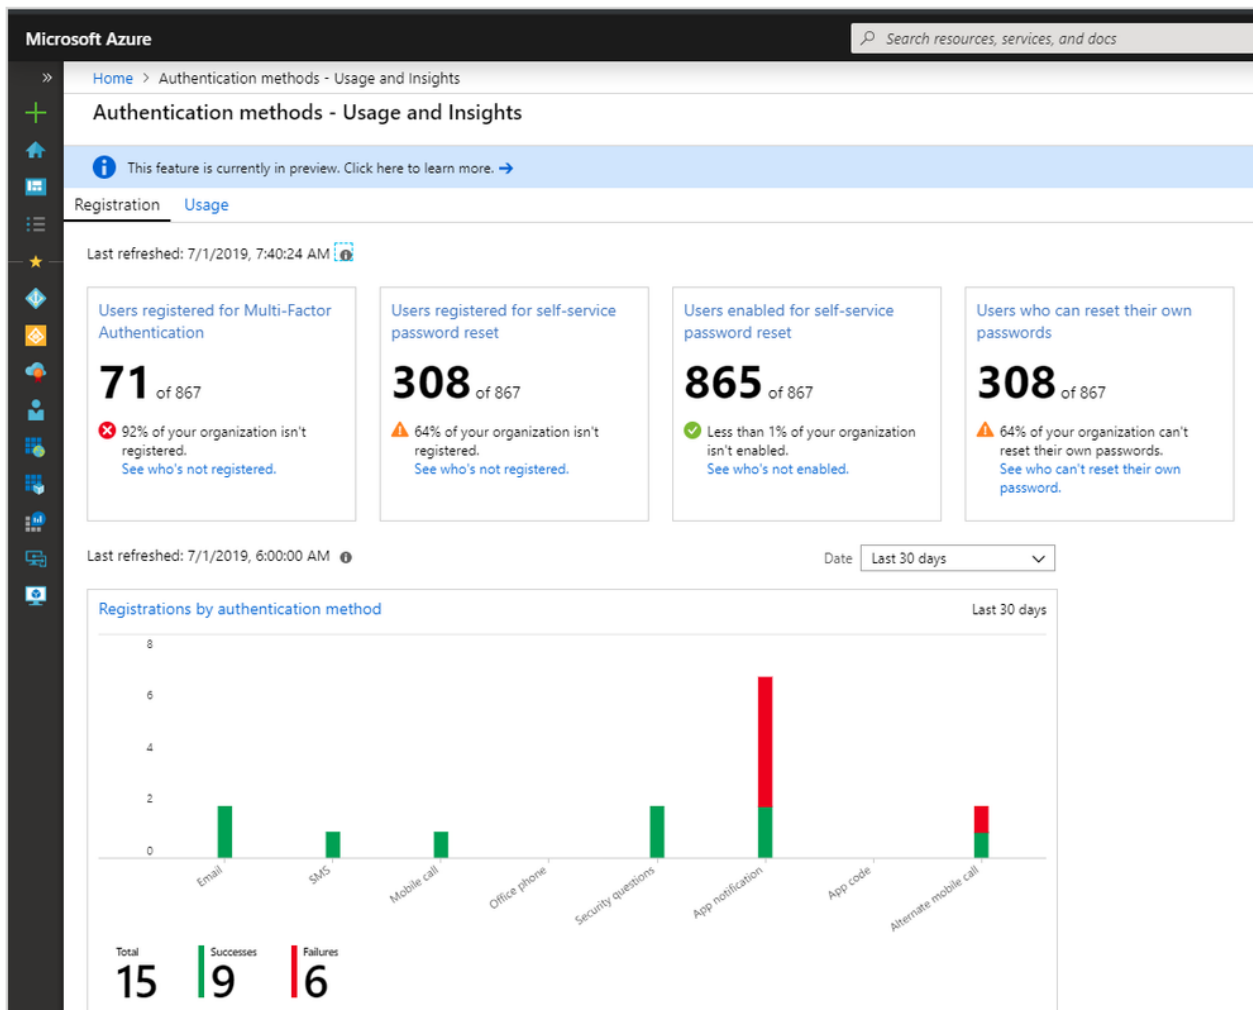 Microsoft Azure
Search resources, services, and docs
Home > Authentication methods - Usage and Insights
Authentication methods - Usage and Insights
This feature is currently in preview. Click here to learn more. →
Registration Usage
Last refreshed: 7/1/2019, 7:40:24 AM
Users registered for Multi-Factor
Authentication
71 of 867
92% of your organization isn't
registered.
See who's not registered.
Users registered for self-service
password reset
308 of 867
64% of your organization isn't
registered.
See who's not registered.
Users enabled for self-service
password reset
865 of 867
Less than 1% of your organization
isn't enabled.
See who's not enabled.
Users who can reset their own
passwords
308 of 867
64% of your organization can't
reset their own passwords.
See who can't reset their own
password.
Last refreshed: 7/1/2019, 6:00:00 AM
Date Last 30 days
Registrations by authentication method
Last 30 days
8
6
4
2
0
Email
SMS
Mobile call
Office phone
Security questions
App notification
App code
Alternate mobile call
Total
15
Successes
9
Failures
6